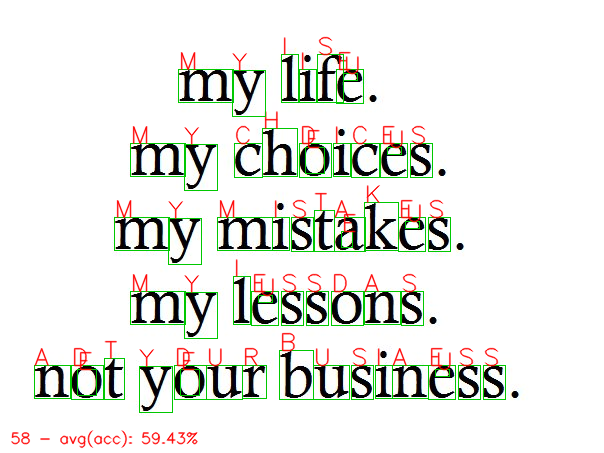 my life.
my choices.
my mistakes.
my lessons.
not your business.
58 - avg(acc): 59.43%